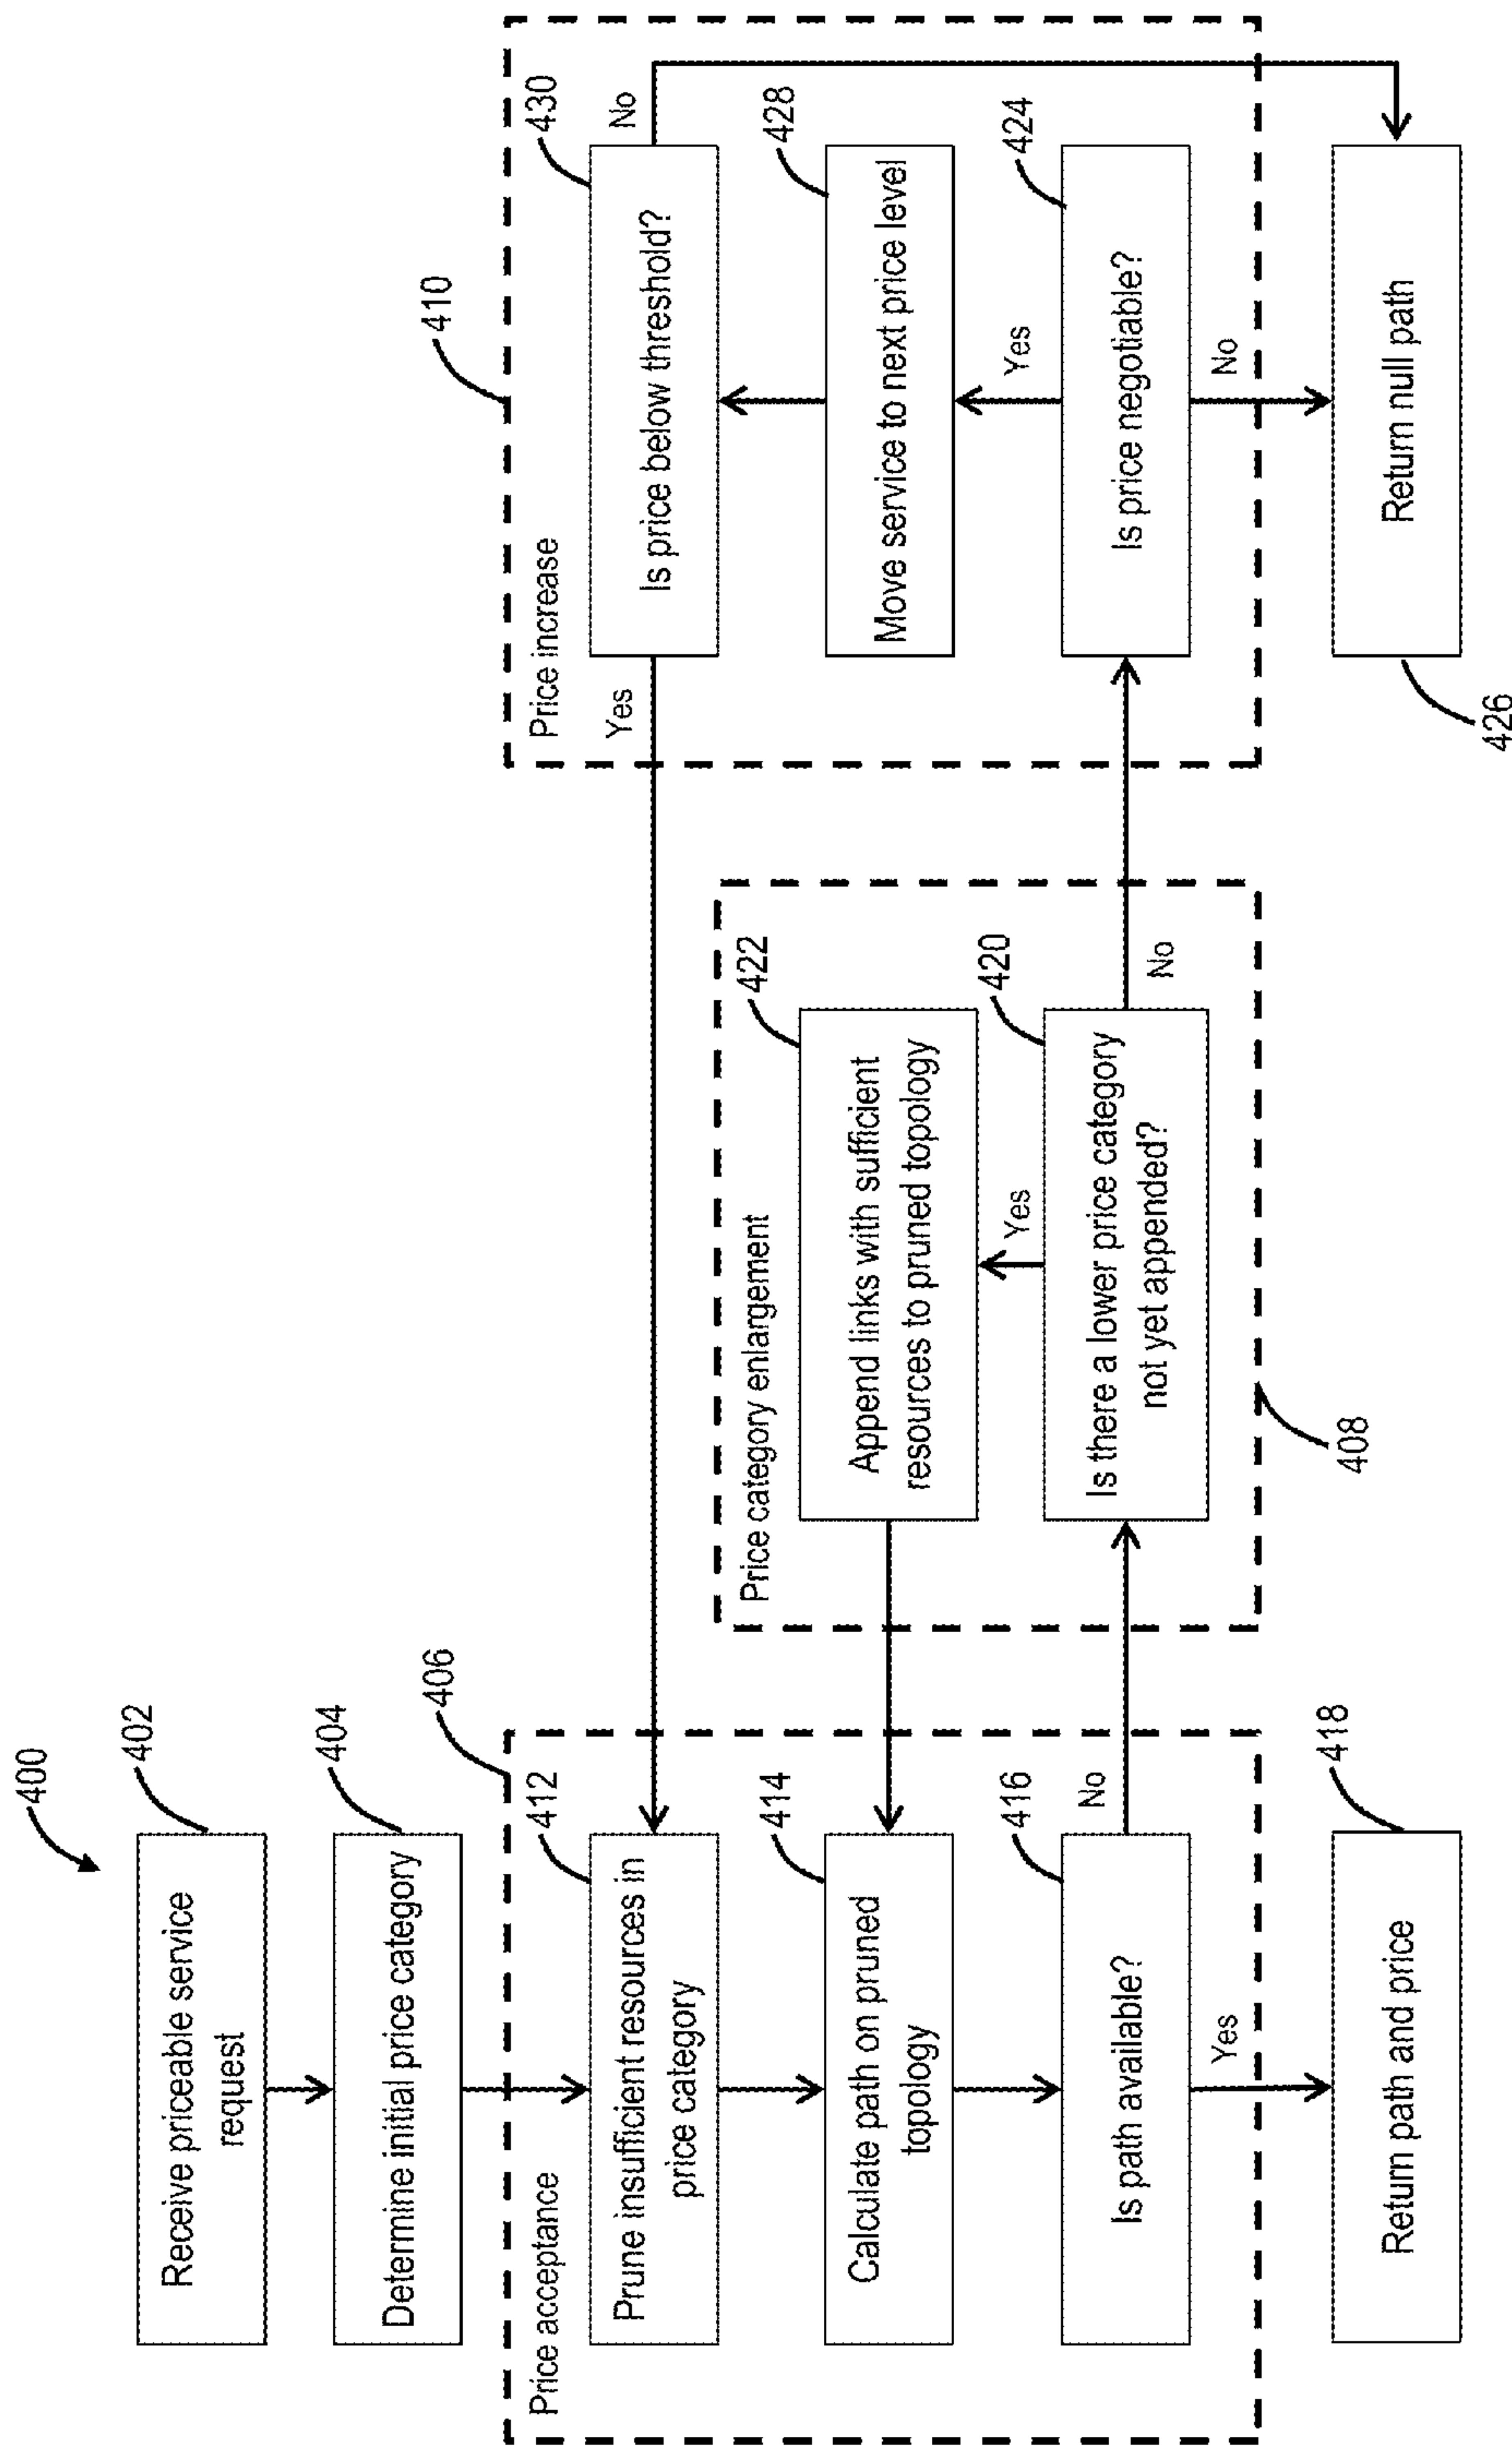 400
402
Receive priceable service
request
404
Determine initial price category
406
Price acceptance
412
Prune insufficient resources in
price category
414
Calculate path on pruned
topology
416
Is path available?
No
Yes
418
Return path and price
Price category enlargement
422
Append links with sufficient
resources to pruned topology
Yes
420
Is there a lower price category
not yet appended?
No
408
410
Price increase
430
Yes
Is price below threshold?
No
428
Move service to next price level
Yes
424
Is price negotiable?
No
Return null path
426